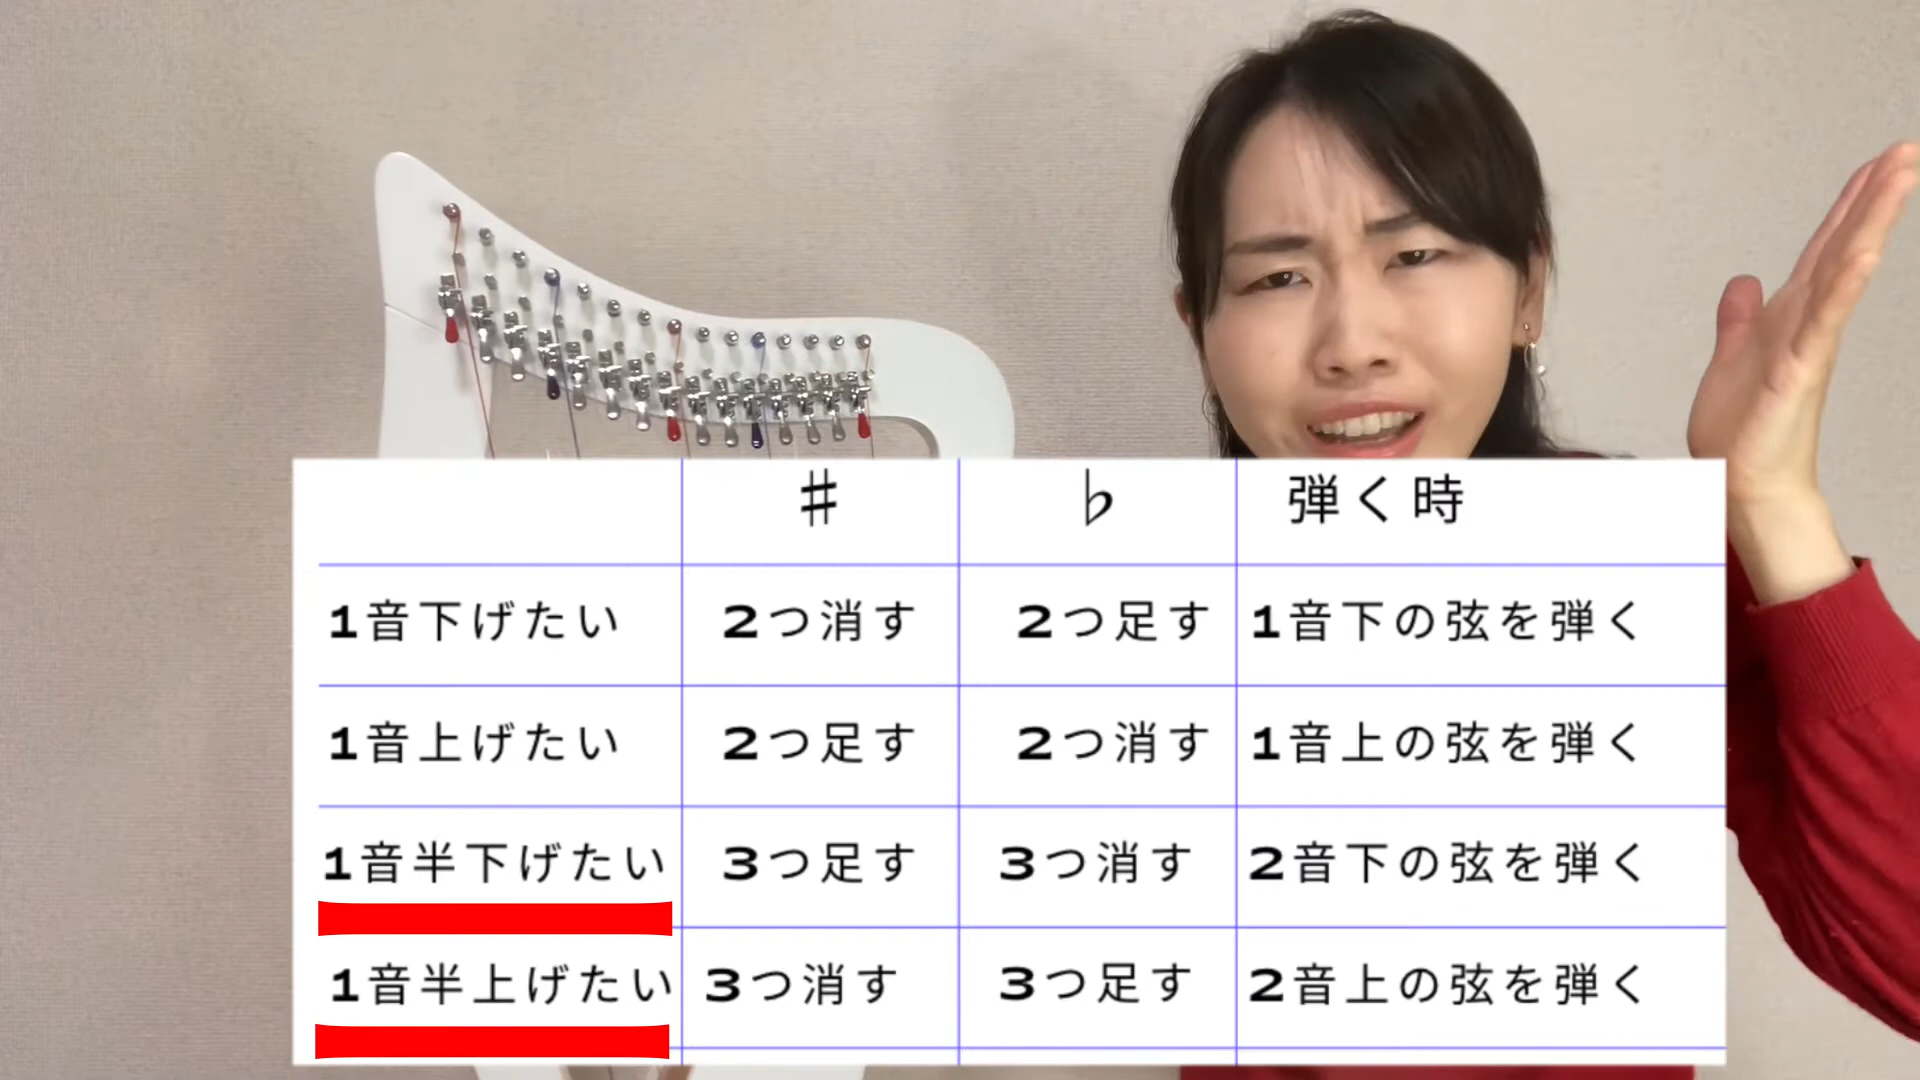 ♯ ♭ 弾く時
1音下げたい 2つ消す 2つ足す 1音下の弦を弾く
1音上げたい 2つ足す 2つ消す 1音上の弦を弾く
1音半下げたい 3つ足す 3つ消す 2音下の弦を弾く
1音半上げたい 3つ消す 3つ足す 2音上の弦を弾く